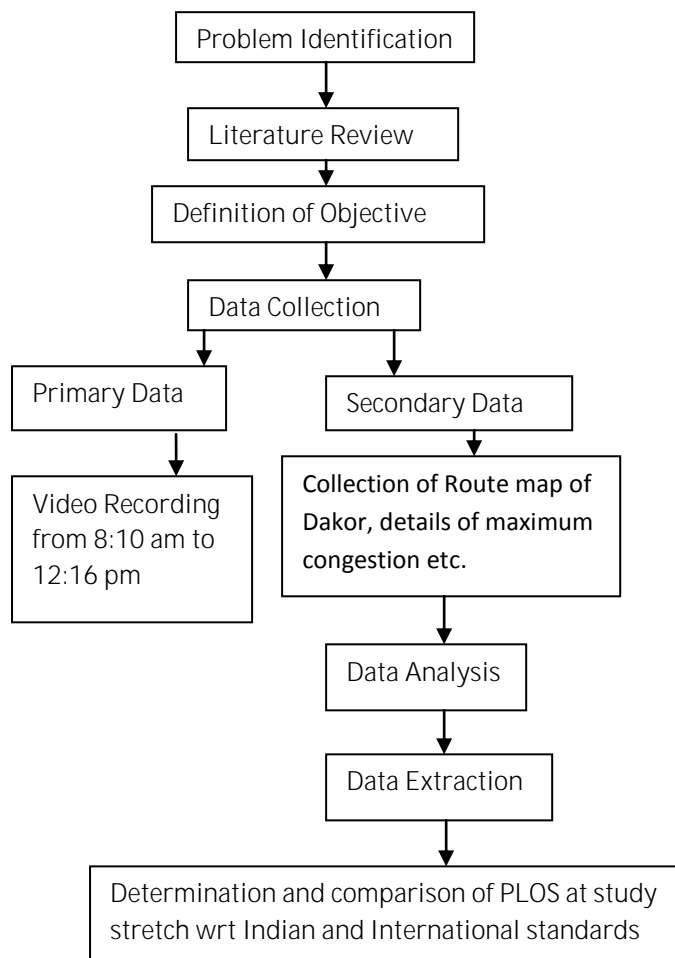 Problem Identification
Literature Review
Definition of Objective
Data Collection
Primary Data
Secondary Data
Video Recording
from 8:10 am to
12:16 pm
Collection of Route map of
Dakor, details of maximum
congestion etc.
Data Analysis
Data Extraction
Determination and comparison of PLOS at study
stretch wrt Indian and International standards